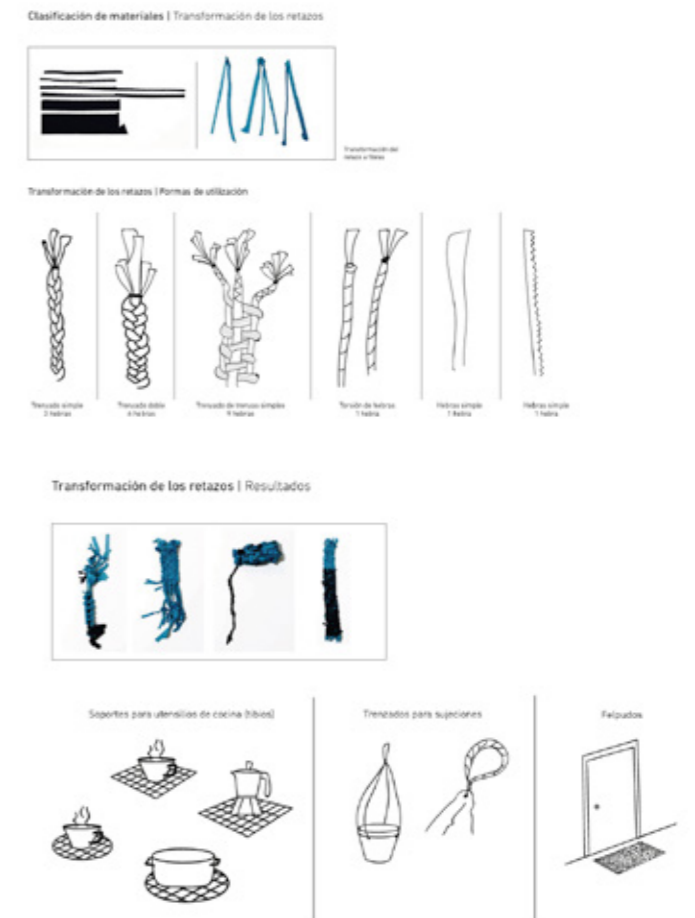 Clasificación de materiales | Transformación de los retazos
Transformación del
retazo a tiras
Transformación de los retazos | Formas de utilización
Trenzado simple
3 hebras
Trenzado doble
6 hebras
Trenzado de trenzas simples
9 hebras
Torsión de hebras
1 hebra
Hebras simple
1 hebra
Hebras simple
1 hebra
Transformación de los retazos | Resultados
Soportes para utensilios de cocina (tibios)
Trenzados para sujeciones
Felpudos